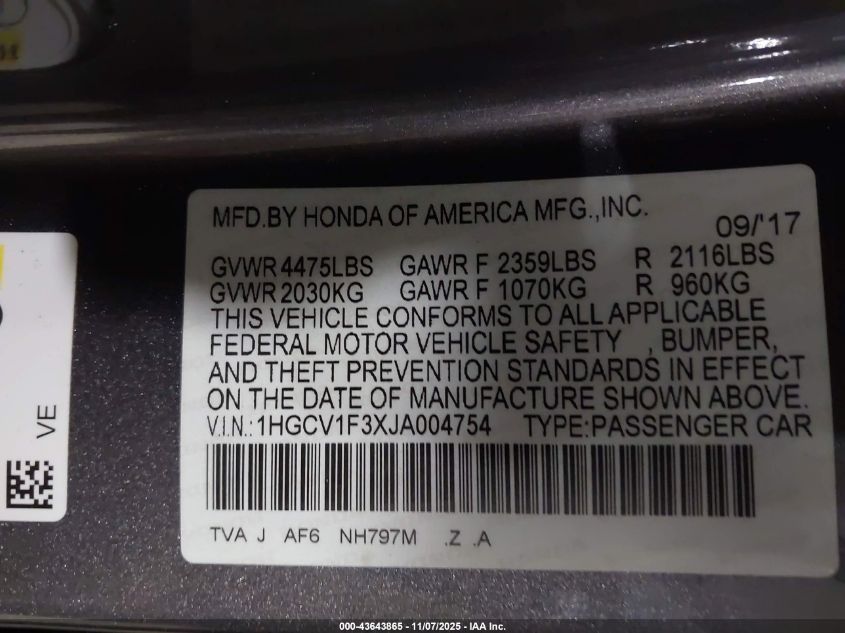 MFD.BY HONDA OF AMERICA MFG.,INC.
09/'17
GVWR 4475LBS GAWR F 2359LBS R 2116LBS
GVWR 2030KG GAWR F 1070KG R 960KG
THIS VEHICLE CONFORMS TO ALL APPLICABLE
FEDERAL MOTOR VEHICLE SAFETY , BUMPER,
AND THEFT PREVENTION STANDARDS IN EFFECT
ON THE DATE OF MANUFACTURE SHOWN ABOVE.
V.I.N.: 1HGCV1F3XJA004754 TYPE:PASSENGER CAR
TVA J AF6 NH797M .Z .A
VE
000-43643865 - 11/07/2025 - IAA Inc.